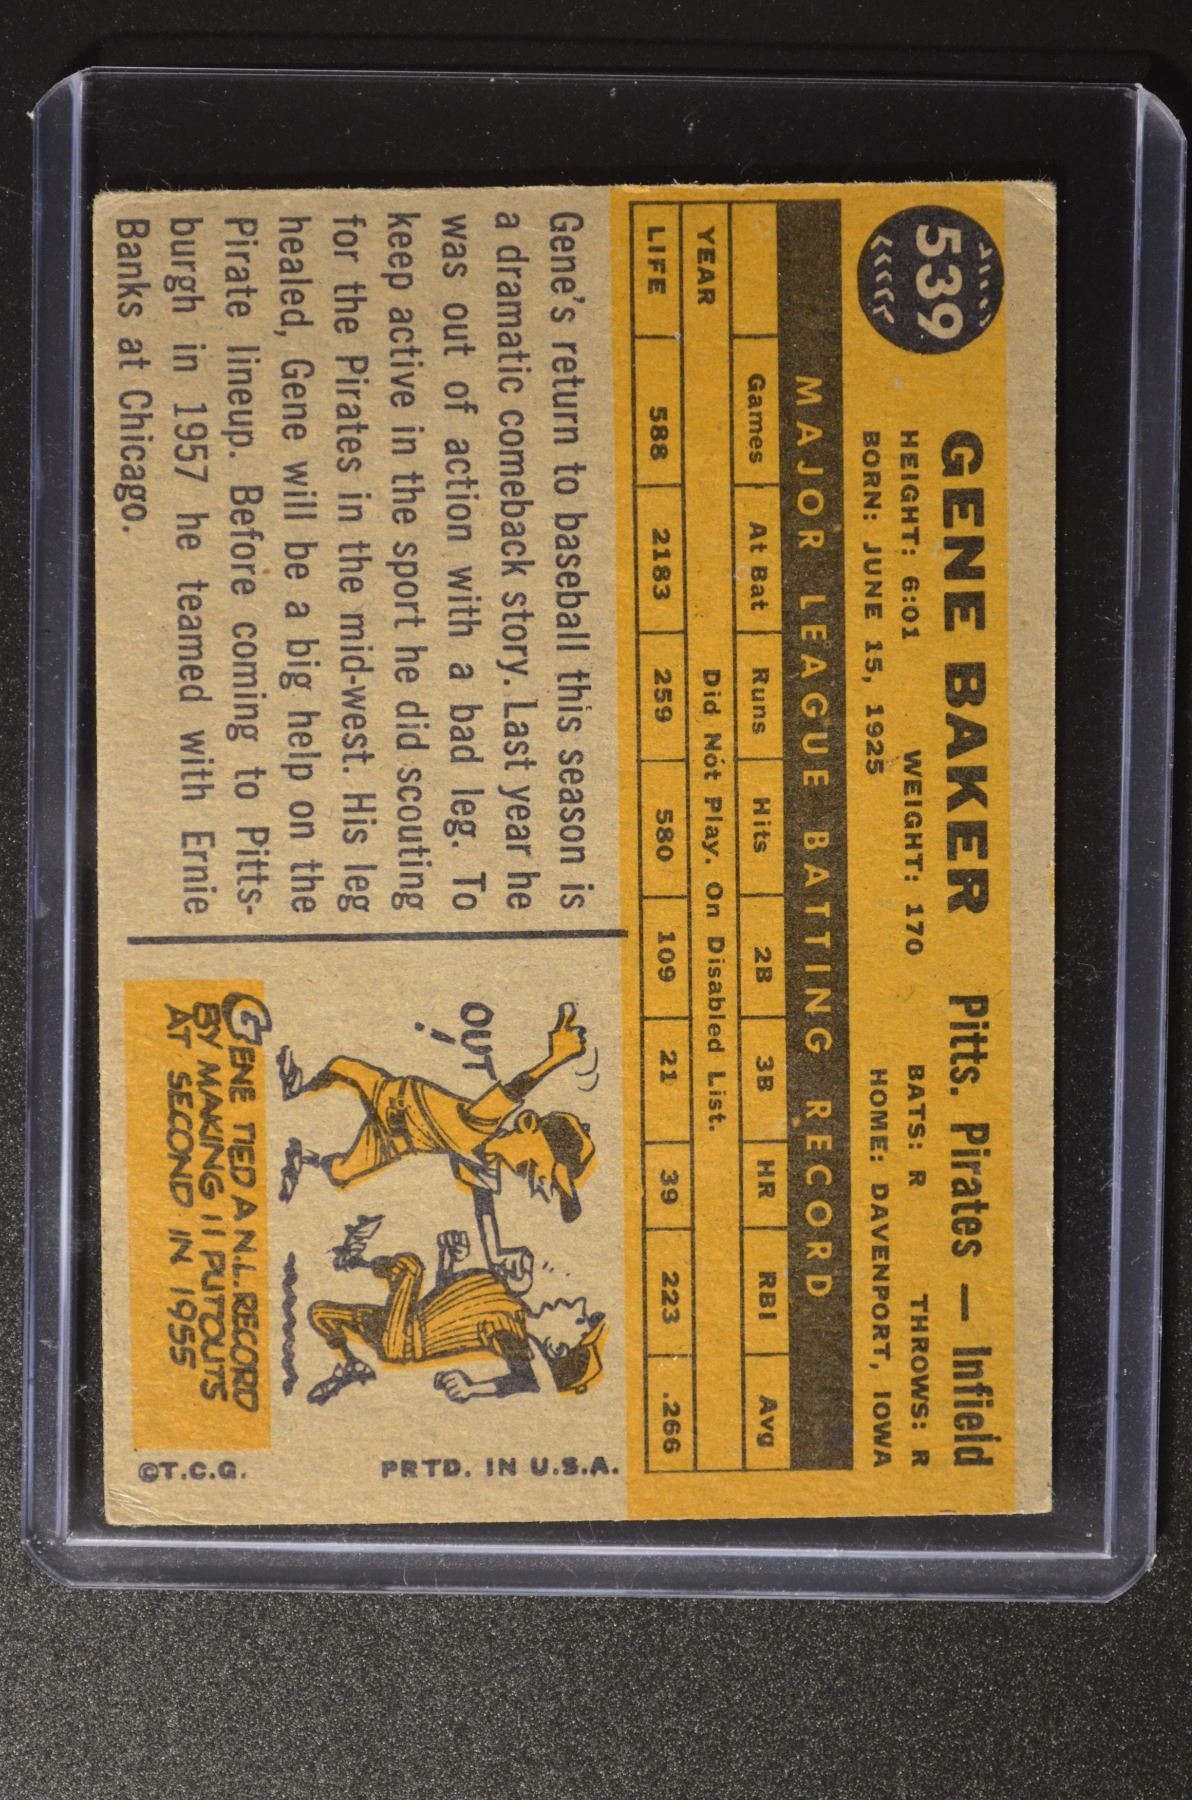 539
GENE BAKER Pitts. Pirates — Infield
HEIGHT: 6:01 WEIGHT: 170 BATS: R THROWS: R
BORN: JUNE 15, 1925 HOME: DAVENPORT, IOWA
MAJOR LEAGUE BATTING RECORD
Games At Bat Runs Hits 2B 3B HR RBI Avg
YEAR Did Not Play. On Disabled List.
LIFE 588 2183 259 580 109 21 39 223 .266
Gene's return to baseball this season is
a dramatic comeback story. Last year he
was out of action with a bad leg. To
keep active in the sport he did scouting
for the Pirates in the mid-west. His leg
healed, Gene will be a big help on the
Pirate lineup. Before coming to Pitts-
burgh in 1957 he teamed with Ernie
Banks at Chicago.
OUT!
GENE TIED A N.L. RECORD
BY MAKING 11 PUTOUTS
AT SECOND IN 1955
PRTD. IN U.S.A.
©T.C.G.